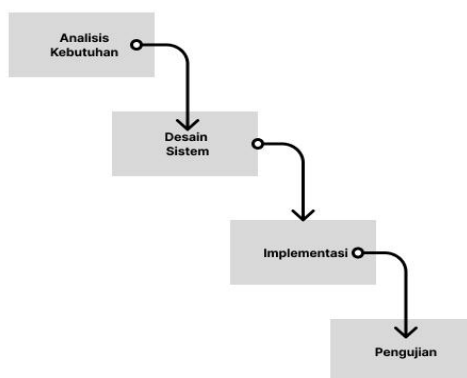 Analisis
Kebutuhan
Desain
Sistem
Implementasi
Pengujian